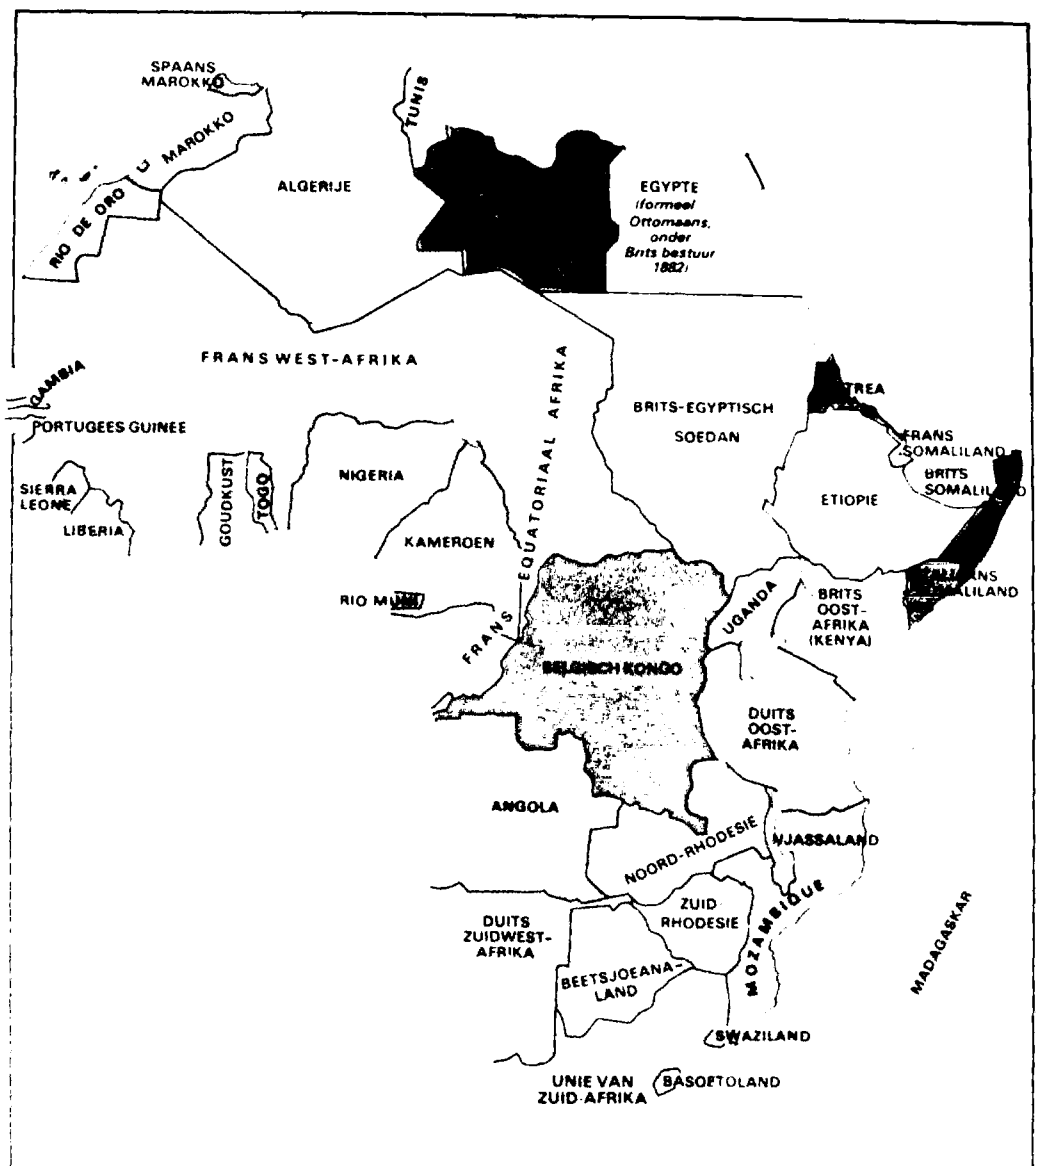 SPAANS
MAROKKO
TUNIS
MAROKKO
ALGERIJE
RIO DE ORO
EGYPTE
(formeel
Ottomaans,
onder
Brits bestuur
1882)
FRANS WEST-AFRIKA
GAMBIA
PORTUGEES GUINEE
FRANS EQUATORIAAL AFRIKA
BRITS-EGYPTISCH
SOEDAN
TREA
FRANS
SOMALILAND
BRITS
SOMALILAND
ETIOPIE
SIERRA
LEONE
LIBERIA
GOUDKUST
TOGO
NIGERIA
KAMEROEN
RIO MUNI
UGANDA
BRITS
OOST-
AFRIKA
(KENYA)
ITALIAANS
SOMALILAND
BELGISCH KONGO
DUITS
OOST-
AFRIKA
ANGOLA
NOORD-RHODESIE
NJASSALAND
ZUID-
RHODESIE
MOZAMBIQUE
MADAGASKAR
DUITS
ZUIDWEST-
AFRIKA
BEETSJOEANA-
LAND
SWAZILAND
UNIE VAN
ZUID-AFRIKA
BASOETOLAND